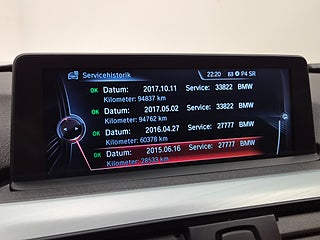 Servicehistorik 22:20 P4 SR
OK Datum: 2017.10.11 Service: 33822 BMW
Kilometer: 94837 km
OK Datum: 2017.05.02 Service: 33822 BMW
Kilometer: 94762 km
OK Datum: 2016.04.27 Service: 27777 BMW
Kilometer: 60378 km
OK Datum: 2015.06.16 Service: 27777 BMW
Kilometer: 28533 km